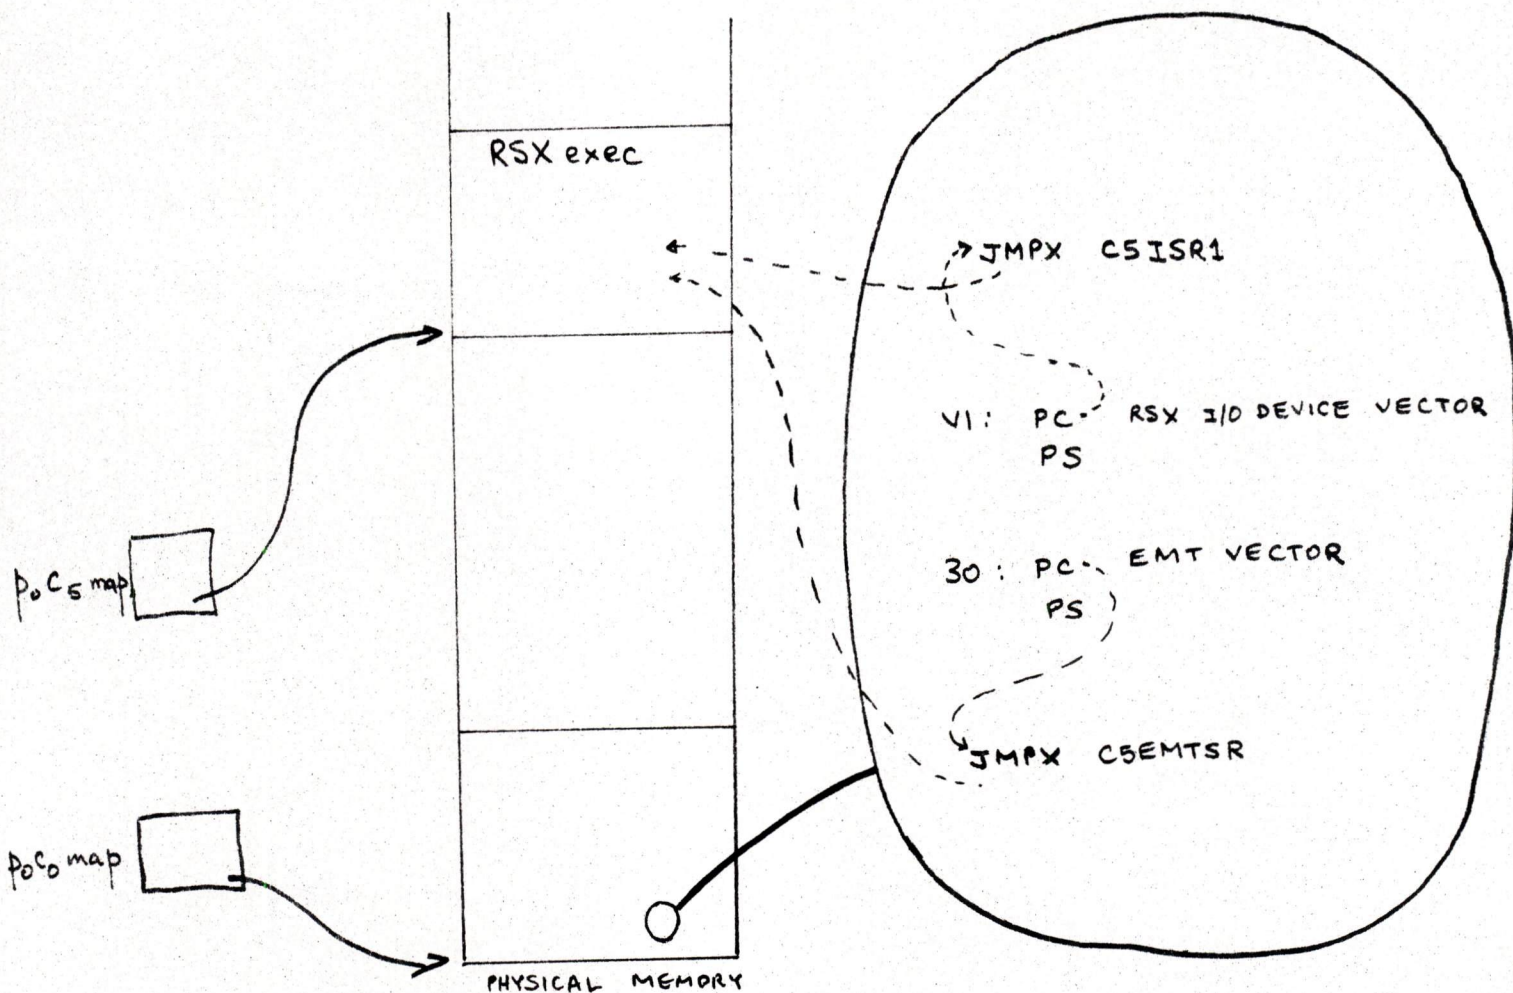 RSX exec
JMPX C5ISR1
V1: PC RSX I/O DEVICE VECTOR
PS
30: PC EMT VECTOR
PS
p₀C₅ map
JMPX C5EMTSR
p₀c₀ map
PHYSICAL MEMORY